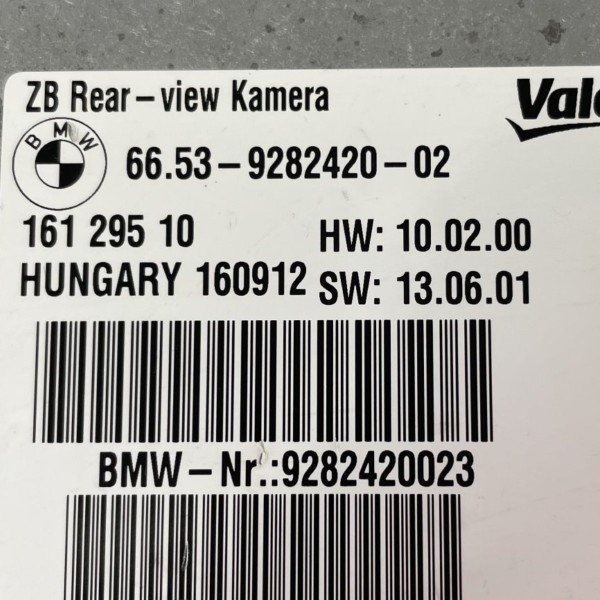 ZB Rear-view Kamera
BMW
66.53-9282420-02
161 295 10
HW: 10.02.00
HUNGARY 160912
SW: 13.06.01
BMW-Nr.:9282420023